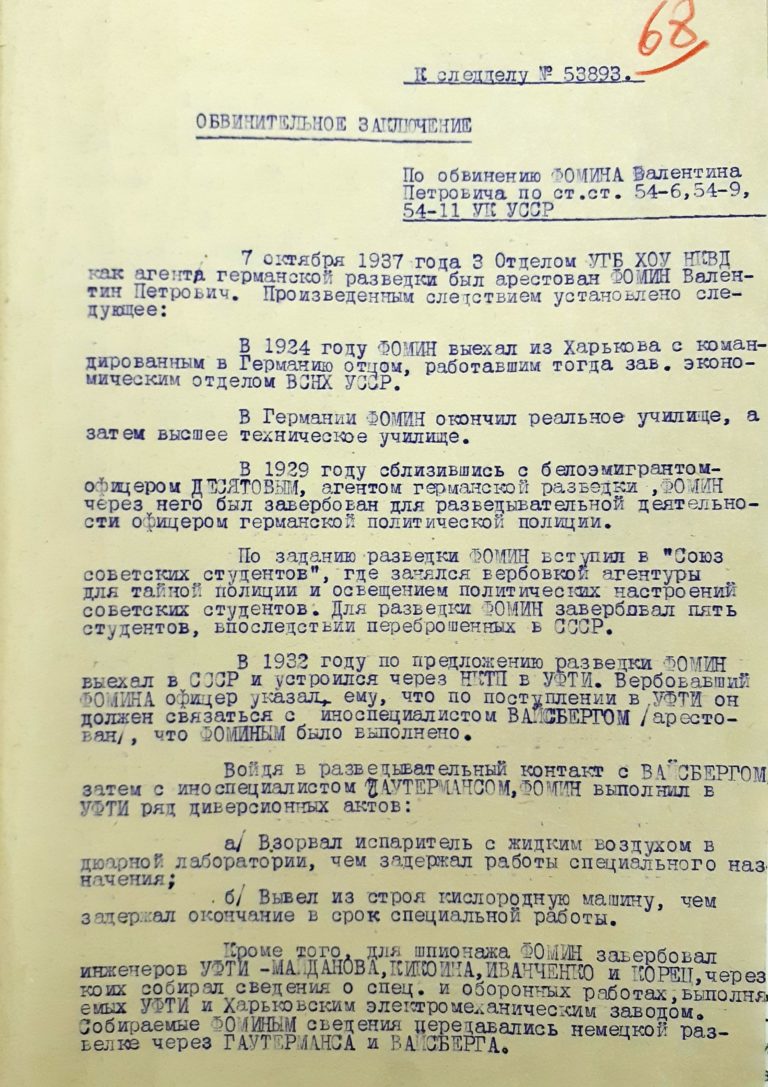 68
К следделу № 53893.
ОБВИНИТЕЛЬНОЕ ЗАКЛЮЧЕНИЕ
По обвинению ФОМИНА Валентина
Петровича по ст.ст. 54-6,54-9,
54-11 УК УССР
7 октября 1937 года 3 Отделом УГБ ХОУ НКВД
как агента германской разведки был арестован ФОМИН Вален-
тин Петрович. Произведенным следствием установлено сле-
дующее:
В 1924 году ФОМИН выехал из Харькова с коман-
дированным в Германию отцом, работавшим тогда зав. эконо-
мическим отделом ВСНХ УССР.
В Германии ФОМИН окончил реальное училище, а
затем высшее техническое училище.
В 1929 году сблизившись с белоэмигрантом-
офицером ДЕСЯТОВЫМ, агентом германской разведки ,ФОМИН
через него был завербован для разведывательной деятельно-
сти офицером германской политической полиции.
По заданию разведки ФОМИН вступил в "Союз
советских студентов", где занялся вербовкой агентуры
для тайной полиции и освещением политических настроений
советских студентов. Для разведки ФОМИН завербовал пять
студентов, впоследствии переброшенных в СССР.
В 1932 году по предложению разведки ФОМИН
выехал в СССР и устроился через НКТП в УФТИ. Вербовавший
ФОМИНА офицер указал, ему, что по поступлении в УФТИ он
должен связаться с иноспециалистом ВАЙСБЕРГОМ /аресто-
ван/, что ФОМИНЫМ было выполнено.
Войдя в разведывательный контакт с ВАЙСБЕРГОМ,
затем с иноспециалистом ГАУТЕРМАНСОМ,ФОМИН выполнил в
УФТИ ряд диверсионных актов:
а/ Взорвал испаритель с жидким воздухом в
дюарной лаборатории, чем задержал работы специального наз-
начения;
б/ Вывел из строя кислородную машину, чем
задержал окончание в срок специальной работы.
Кроме того, для шпионажа ФОМИН завербовал
инженеров УФТИ -МАЙДАНОВА,КИКОИНА,ИВАНЧЕНКО и КОРЕЦ,через
коих собирал сведения о спец. и оборонных работах,выполня
емых УФТИ и Харьковским электромеханическим заводом.
Собираемые ФОМИНЫМ сведения передавались немецкой раз-
ведке через ГАУТЕРМАНСА и ВАЙСБЕРГА.